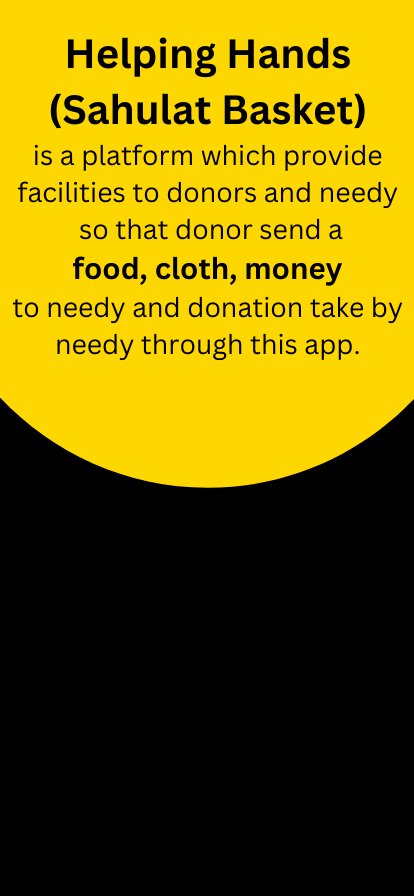 Helping Hands
(Sahulat Basket)
is a platform which provide
facilities to donors and needy
so that donor send a
food, cloth, money
to needy and donation take by
needy through this app.